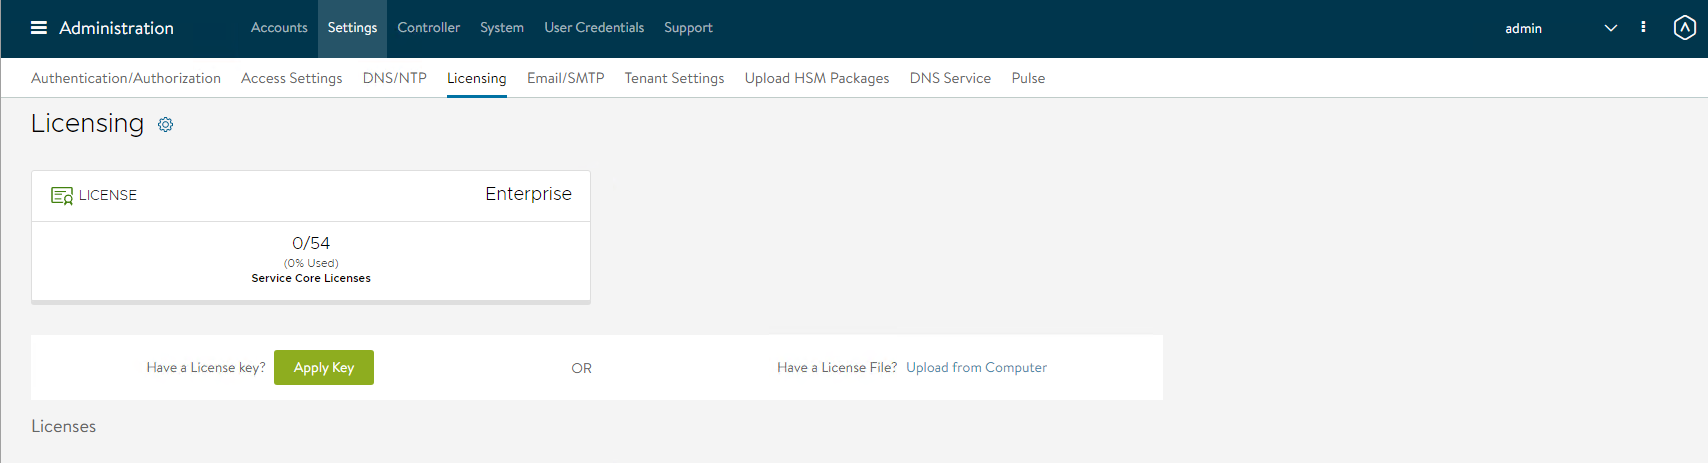 Administration Accounts Settings Controller System User Credentials Support admin
Authentication/Authorization Access Settings DNS/NTP Licensing Email/SMTP Tenant Settings Upload HSM Packages DNS Service Pulse
Licensing
LICENSE Enterprise
0/54
(0% Used)
Service Core Licenses
Have a License key? Apply Key OR Have a License File? Upload from Computer
Licenses